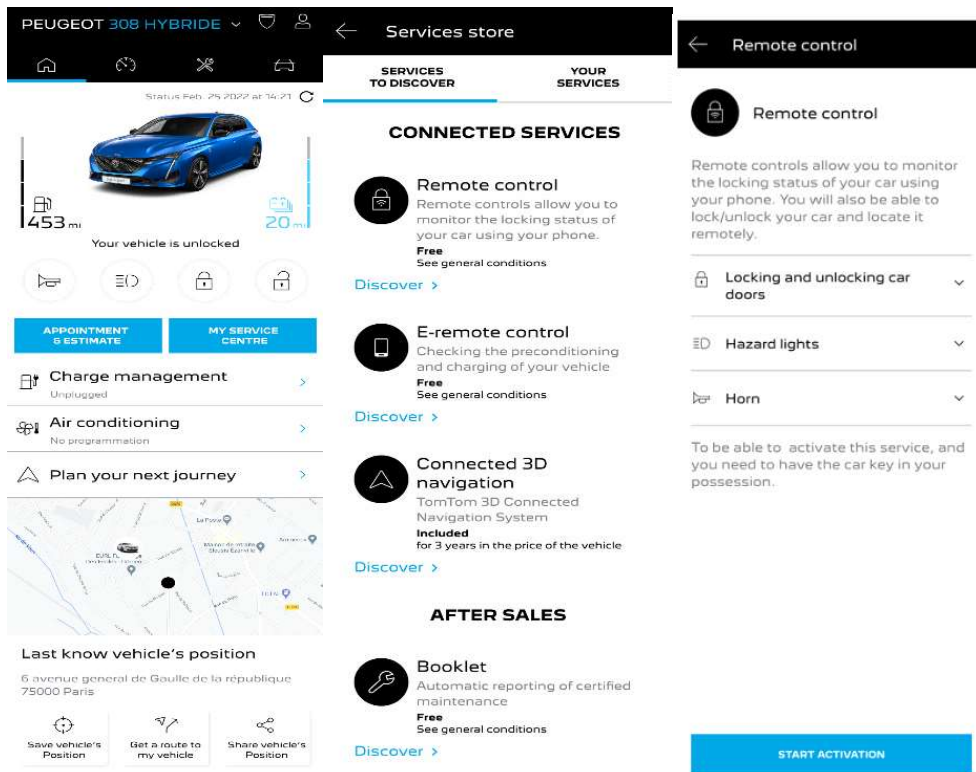 PEUGEOT 308 HYBRIDE
Status Feb. 25 2022 at 14:21
453 mi
20 mi
Your vehicle is unlocked
APPOINTMENT
& ESTIMATE
MY SERVICE
CENTRE
Charge management
Unplugged
Air conditioning
No programmation
Plan your next journey
La Poste
Last know vehicle's position
6 avenue general de Gaulle de la république
75000 Paris
Save vehicle's
Position
Get a route to
my vehicle
Share vehicle's
Position
Services store
SERVICES
TO DISCOVER
YOUR
SERVICES
CONNECTED SERVICES
Remote control
Remote controls allow you to
monitor the locking status of
your car using your phone.
Free
See general conditions
Discover >
E-remote control
Checking the preconditioning
and charging of your vehicle
Free
See general conditions
Discover >
Connected 3D
navigation
TomTom 3D Connected
Navigation System
Included
for 3 years in the price of the vehicle
Discover >
AFTER SALES
Booklet
Automatic reporting of certified
maintenance
Free
See general conditions
Discover >
Remote control
Remote control
Remote controls allow you to monitor
the locking status of your car using
your phone. You will also be able to
lock/unlock your car and locate it
remotely.
Locking and unlocking car
doors
Hazard lights
Horn
To be able to activate this service, and
you need to have the car key in your
possession.
START ACTIVATION